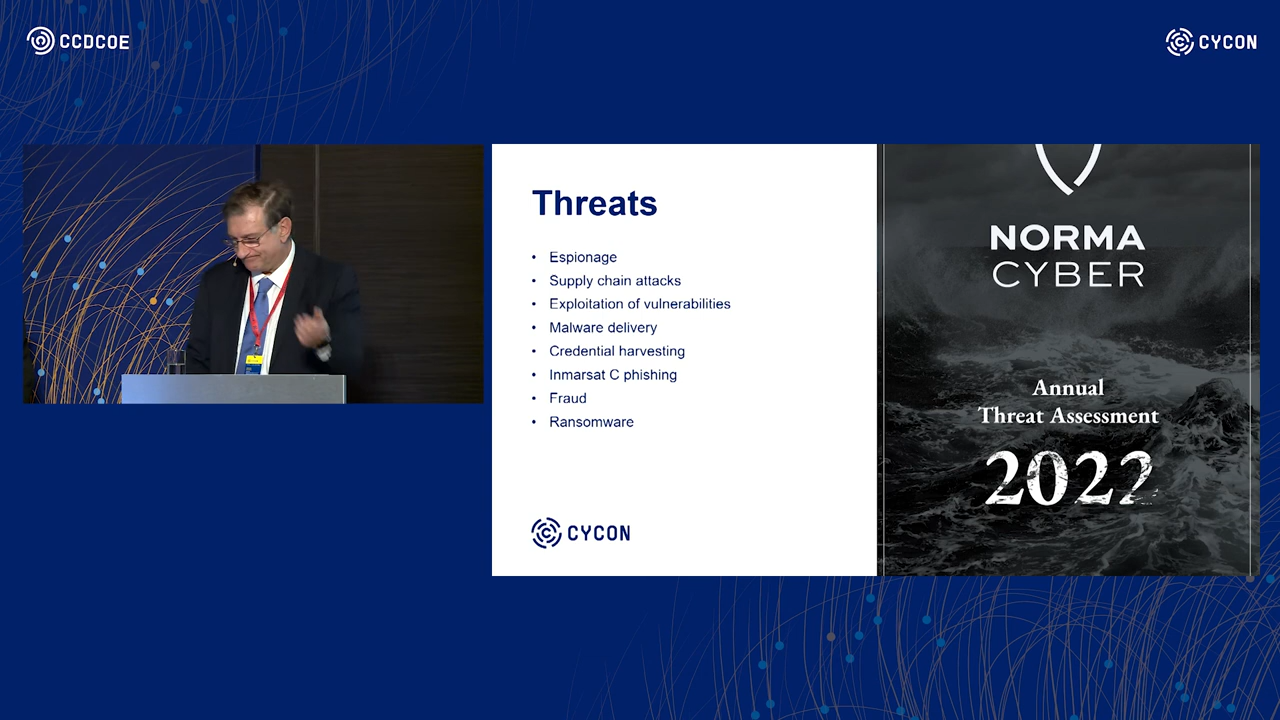 CCDCOE
CYCON
Threats
• Espionage
• Supply chain attacks
• Exploitation of vulnerabilities
• Malware delivery
• Credential harvesting
• Inmarsat C phishing
• Fraud
• Ransomware
CYCON
NORMA
CYBER
Annual
Threat Assessment
2022